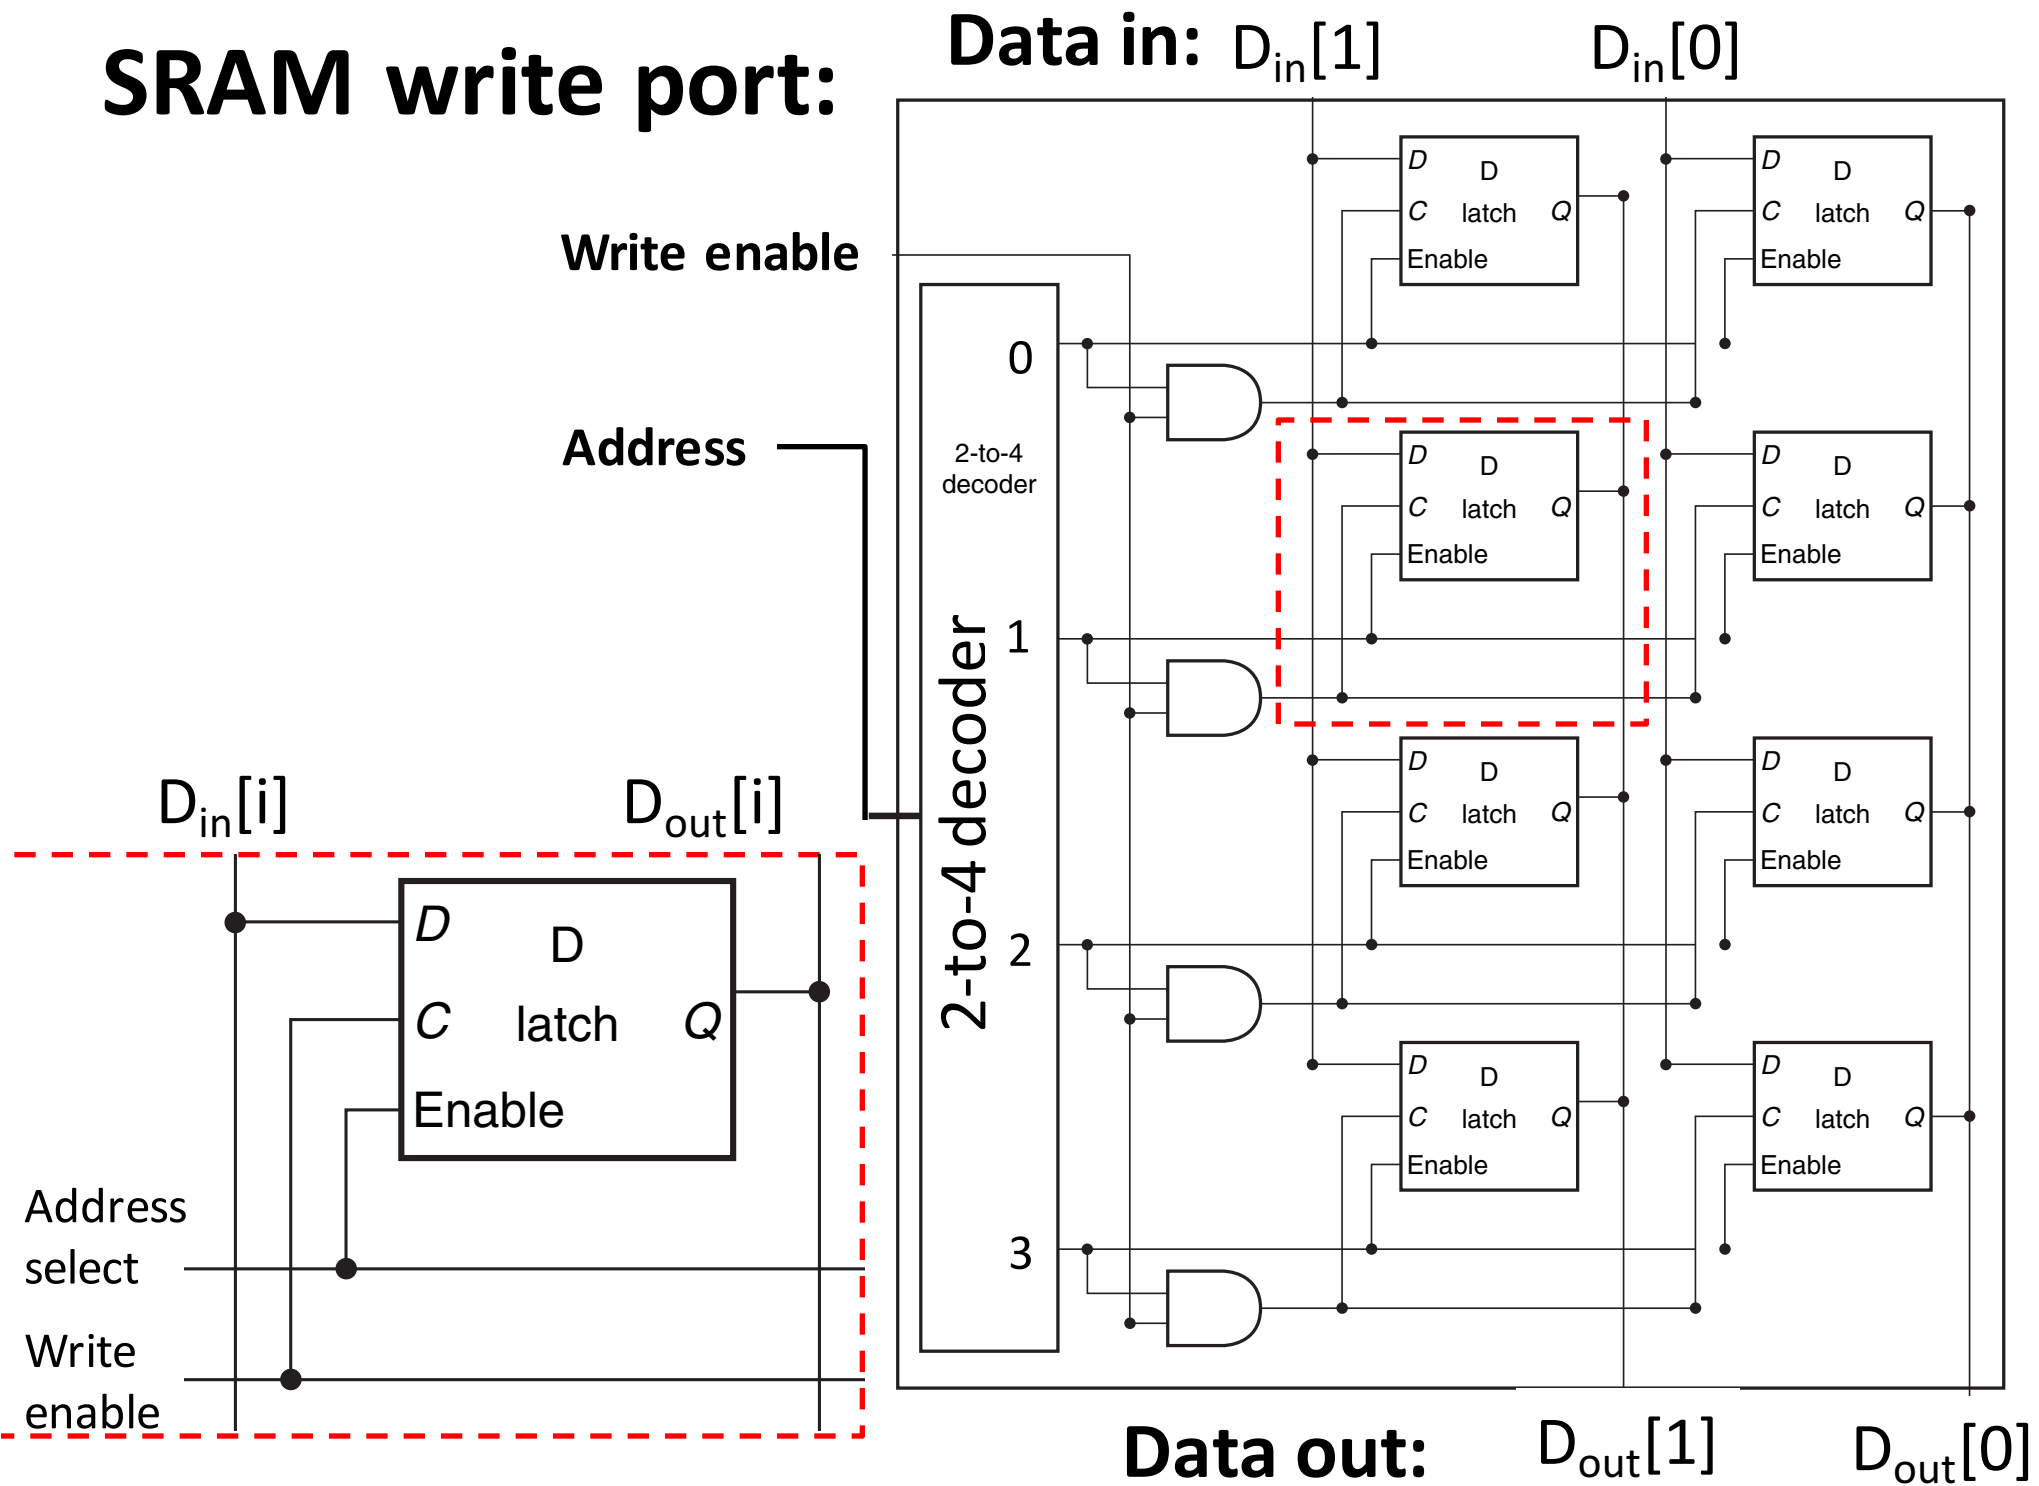 SRAM write port:
Data in: Din[1] Din[0]
Write enable
Address
2-to-4
decoder
2-to-4 decoder
0
1
2
3
D D
C latch Q
Enable
D D
C latch Q
Enable
D D
C latch Q
Enable
D D
C latch Q
Enable
D D
C latch Q
Enable
D D
C latch Q
Enable
D D
C latch Q
Enable
D D
C latch Q
Enable
Din[i] Dout[i]
D D
C latch Q
Enable
Address
select
Write
enable
Data out: Dout[1] Dout[0]